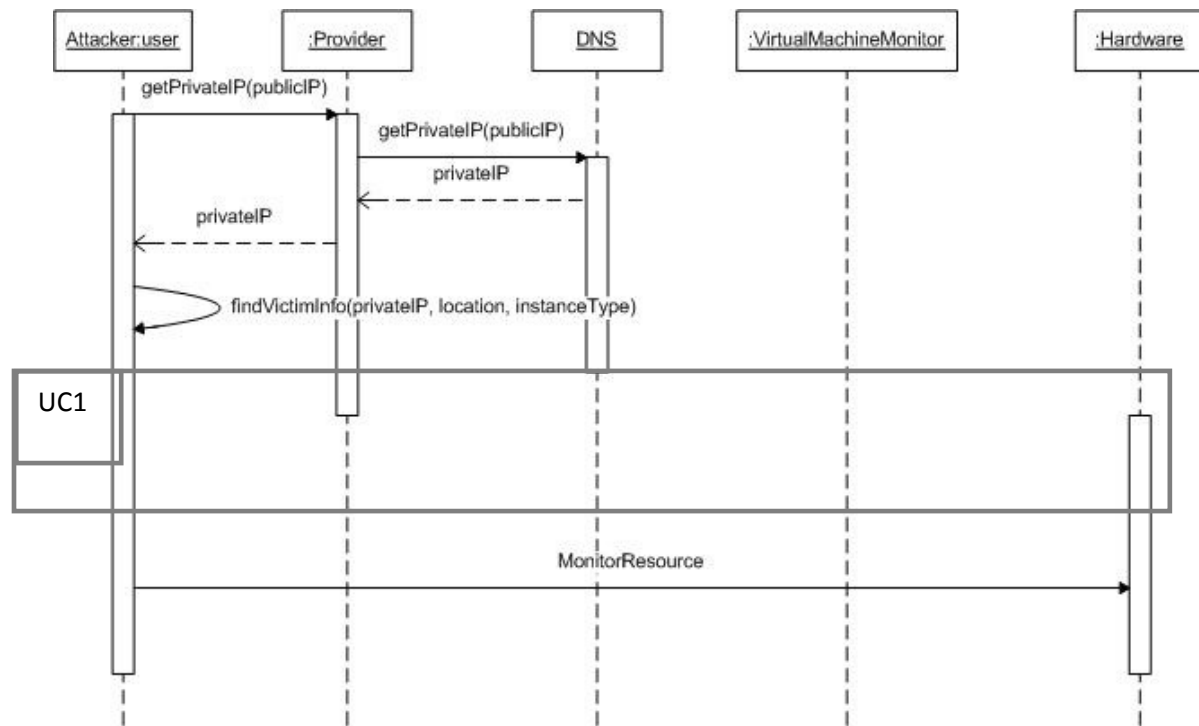 Attacker:user
:Provider
DNS
:VirtualMachineMonitor
:Hardware
getPrivateIP(publicIP)
getPrivateIP(publicIP)
privateIP
privateIP
findVictimInfo(privateIP, location, instanceType)
UC1
MonitorResource